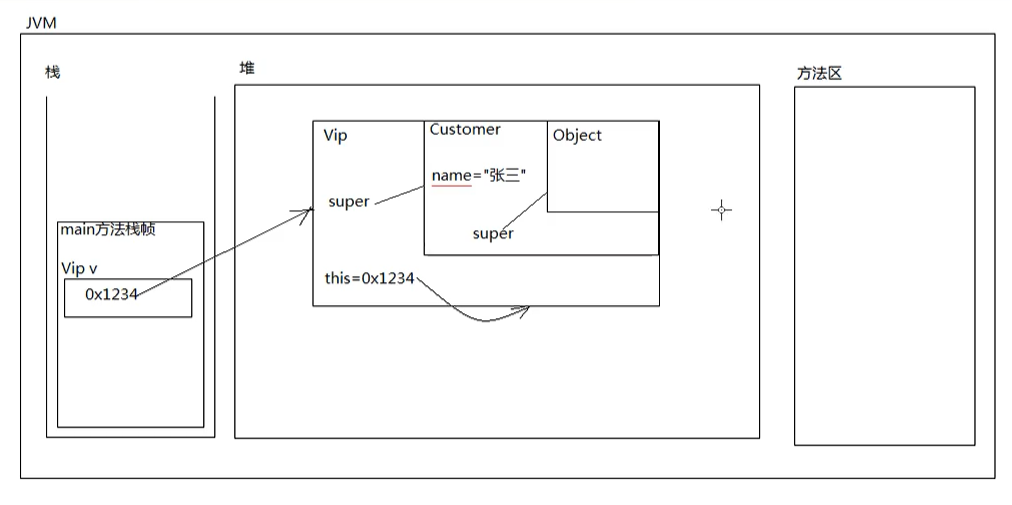 JVM
栈
堆
方法区
Vip
Customer
Object
name="张三"
super
super
main方法栈帧
Vip v
0x1234
this=0x1234